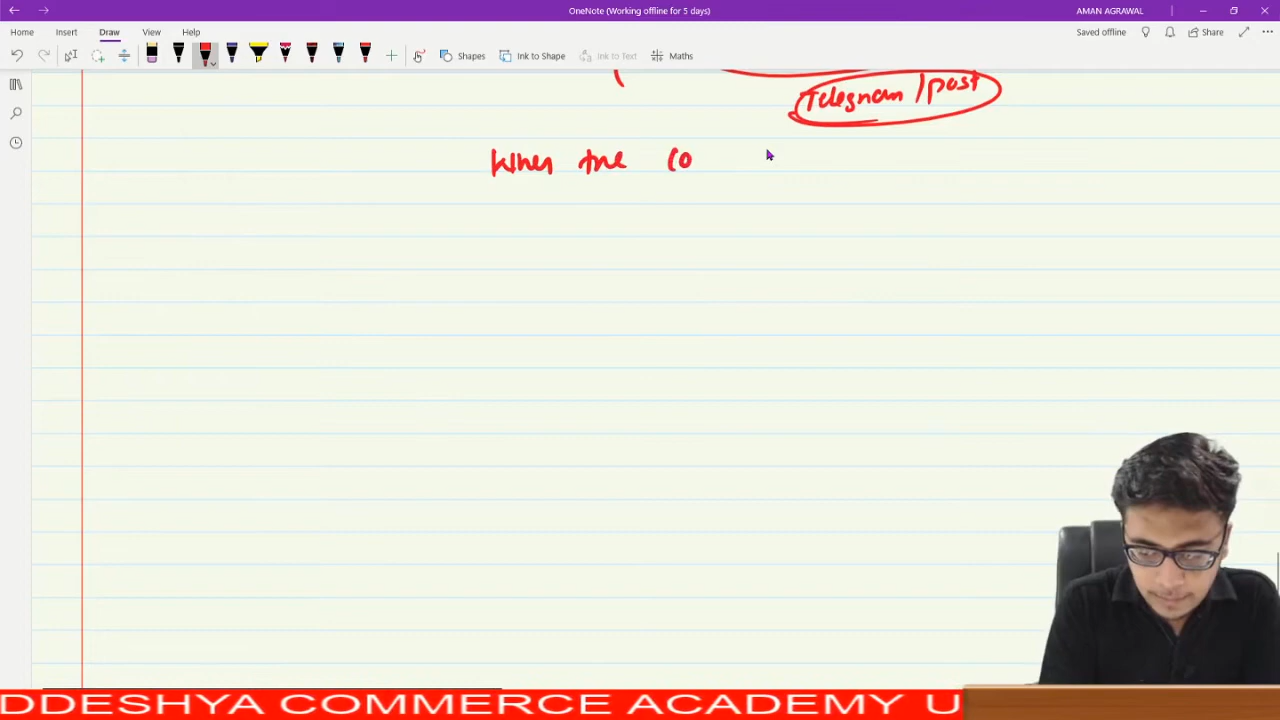 OneNote (Working offline for 5 days)
AMAN AGRAWAL
Home Insert Draw View Help
Saved offline
Share
Shapes
Ink to Shape
Ink to Text
Maths
Telegram / post
When the co
DDESHYA COMMERCE ACADEMY U